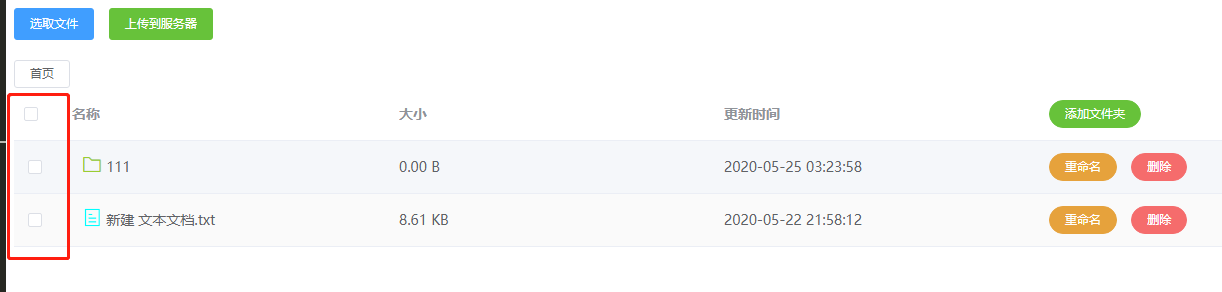 选取文件 上传到服务器
首页
名称 大小 更新时间 添加文件夹
111 0.00 B 2020-05-25 03:23:58 重命名 删除
新建 文本文档.txt 8.61 KB 2020-05-22 21:58:12 重命名 删除